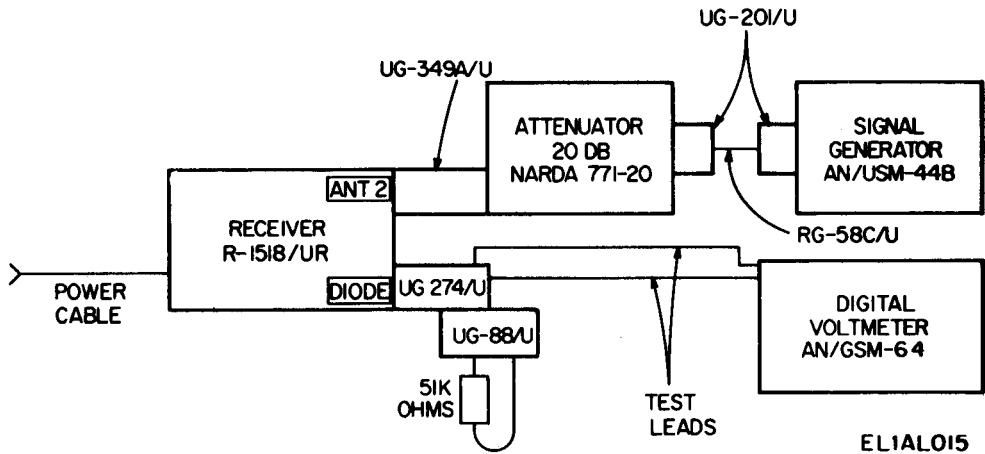 UG-201/U
UG-349A/U
ATTENUATOR
20 DB
NARDA 771-20
SIGNAL
GENERATOR
AN/USM-44B
ANT 2
RECEIVER
R-1518/UR
RG-58C/U
DIODE
UG 274/U
POWER
CABLE
DIGITAL
VOLTMETER
AN/GSM-64
UG-88/U
51K
OHMS
TEST
LEADS
EL1AL015